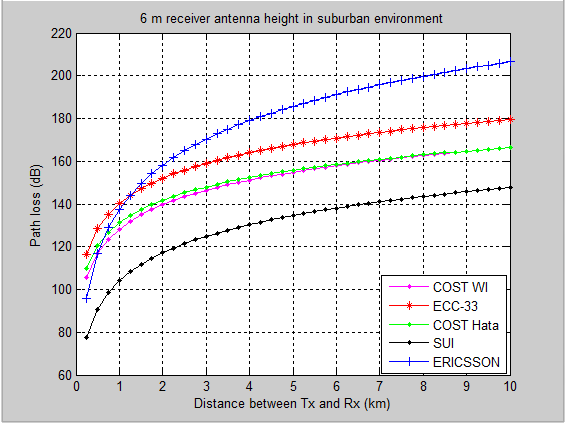 6 m receiver antenna height in suburban environment
220
200
180
160
140
120
100
80
60
Path loss (dB)
0 1 2 3 4 5 6 7 8 9 10
Distance between Tx and Rx (km)
COST WI
ECC-33
COST Hata
SUI
ERICSSON